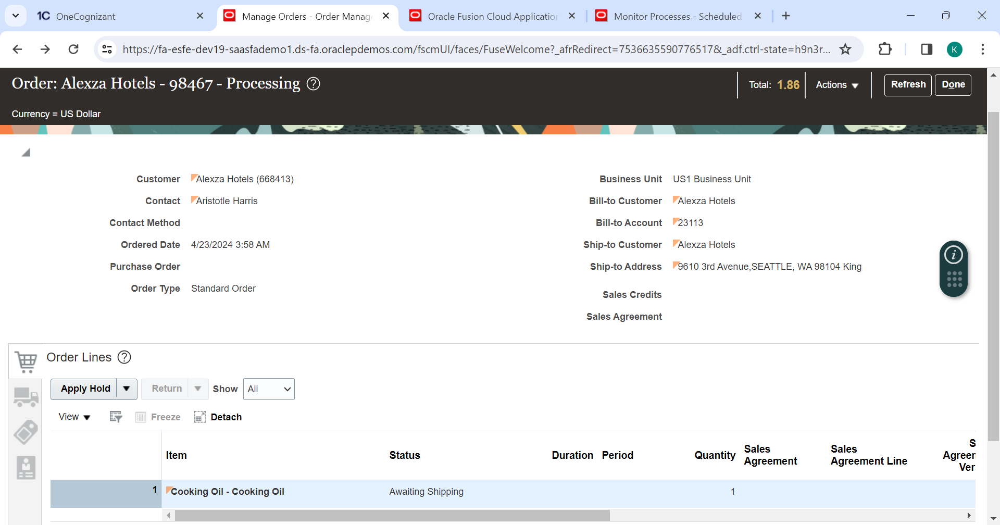 1C OneCognizant
Manage Orders - Order Manag
Oracle Fusion Cloud Application
Monitor Processes - Scheduled
https://fa-esfe-dev19-saasfademo1.ds-fa.oraclepdemos.com/fscmUI/faces/FuseWelcome?_afrRedirect=7536635590776517&_adf.ctrl-state=h9n3r...
K
Order: Alexza Hotels - 98467 - Processing ?
Total: 1.86
Actions
Refresh
Done
Currency = US Dollar
Customer Alexza Hotels (668413)
Contact Aristotle Harris
Contact Method
Ordered Date 4/23/2024 3:58 AM
Purchase Order
Order Type Standard Order
Business Unit US1 Business Unit
Bill-to Customer Alexza Hotels
Bill-to Account 23113
Ship-to Customer Alexza Hotels
Ship-to Address 9610 3rd Avenue,SEATTLE, WA 98104 King
Sales Credits
Sales Agreement
i
Order Lines ?
Apply Hold Return Show All
View Freeze Detach
Item Status Duration Period Quantity
Sales
Agreement
Sales
Agreement Line
S
Agreem
Ver
1 Cooking Oil - Cooking Oil Awaiting Shipping 1